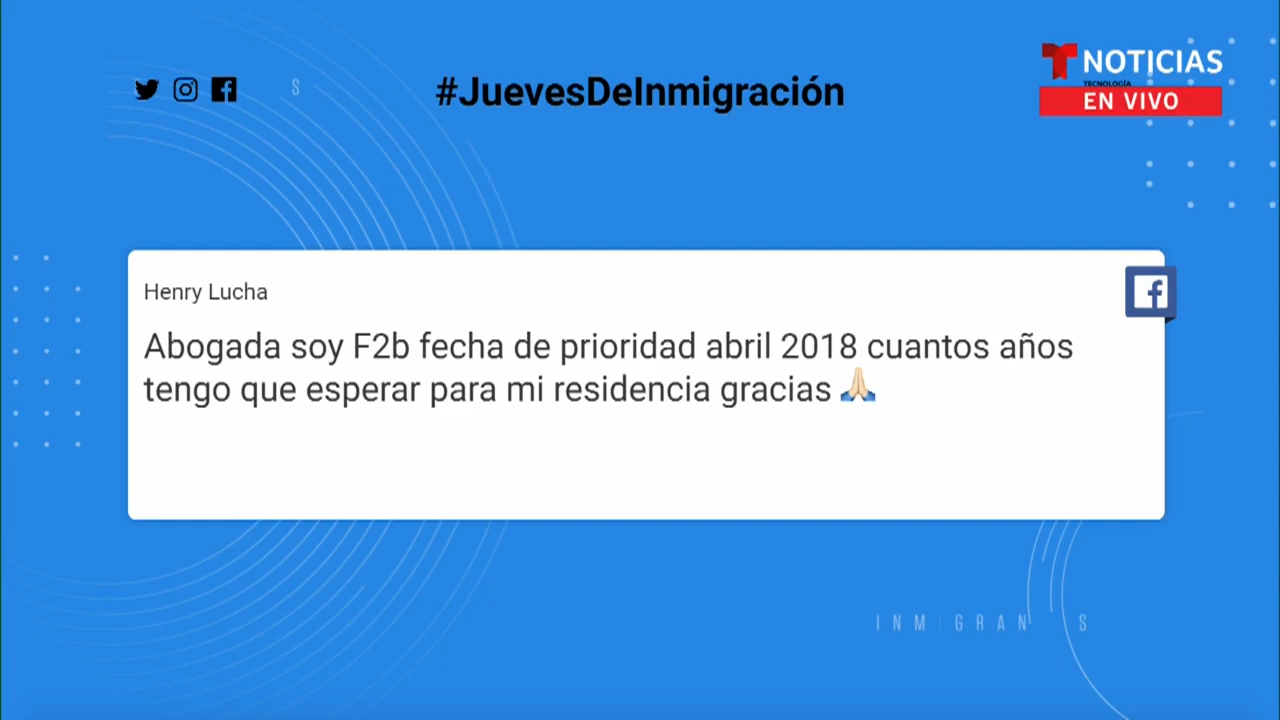 S
#JuevesDeInmigración
NOTICIAS
TECNOLOGÍA
EN VIVO
Henry Lucha
Abogada soy F2b fecha de prioridad abril 2018 cuantos años
tengo que esperar para mi residencia gracias 🙏🏻
INMIGRAN S